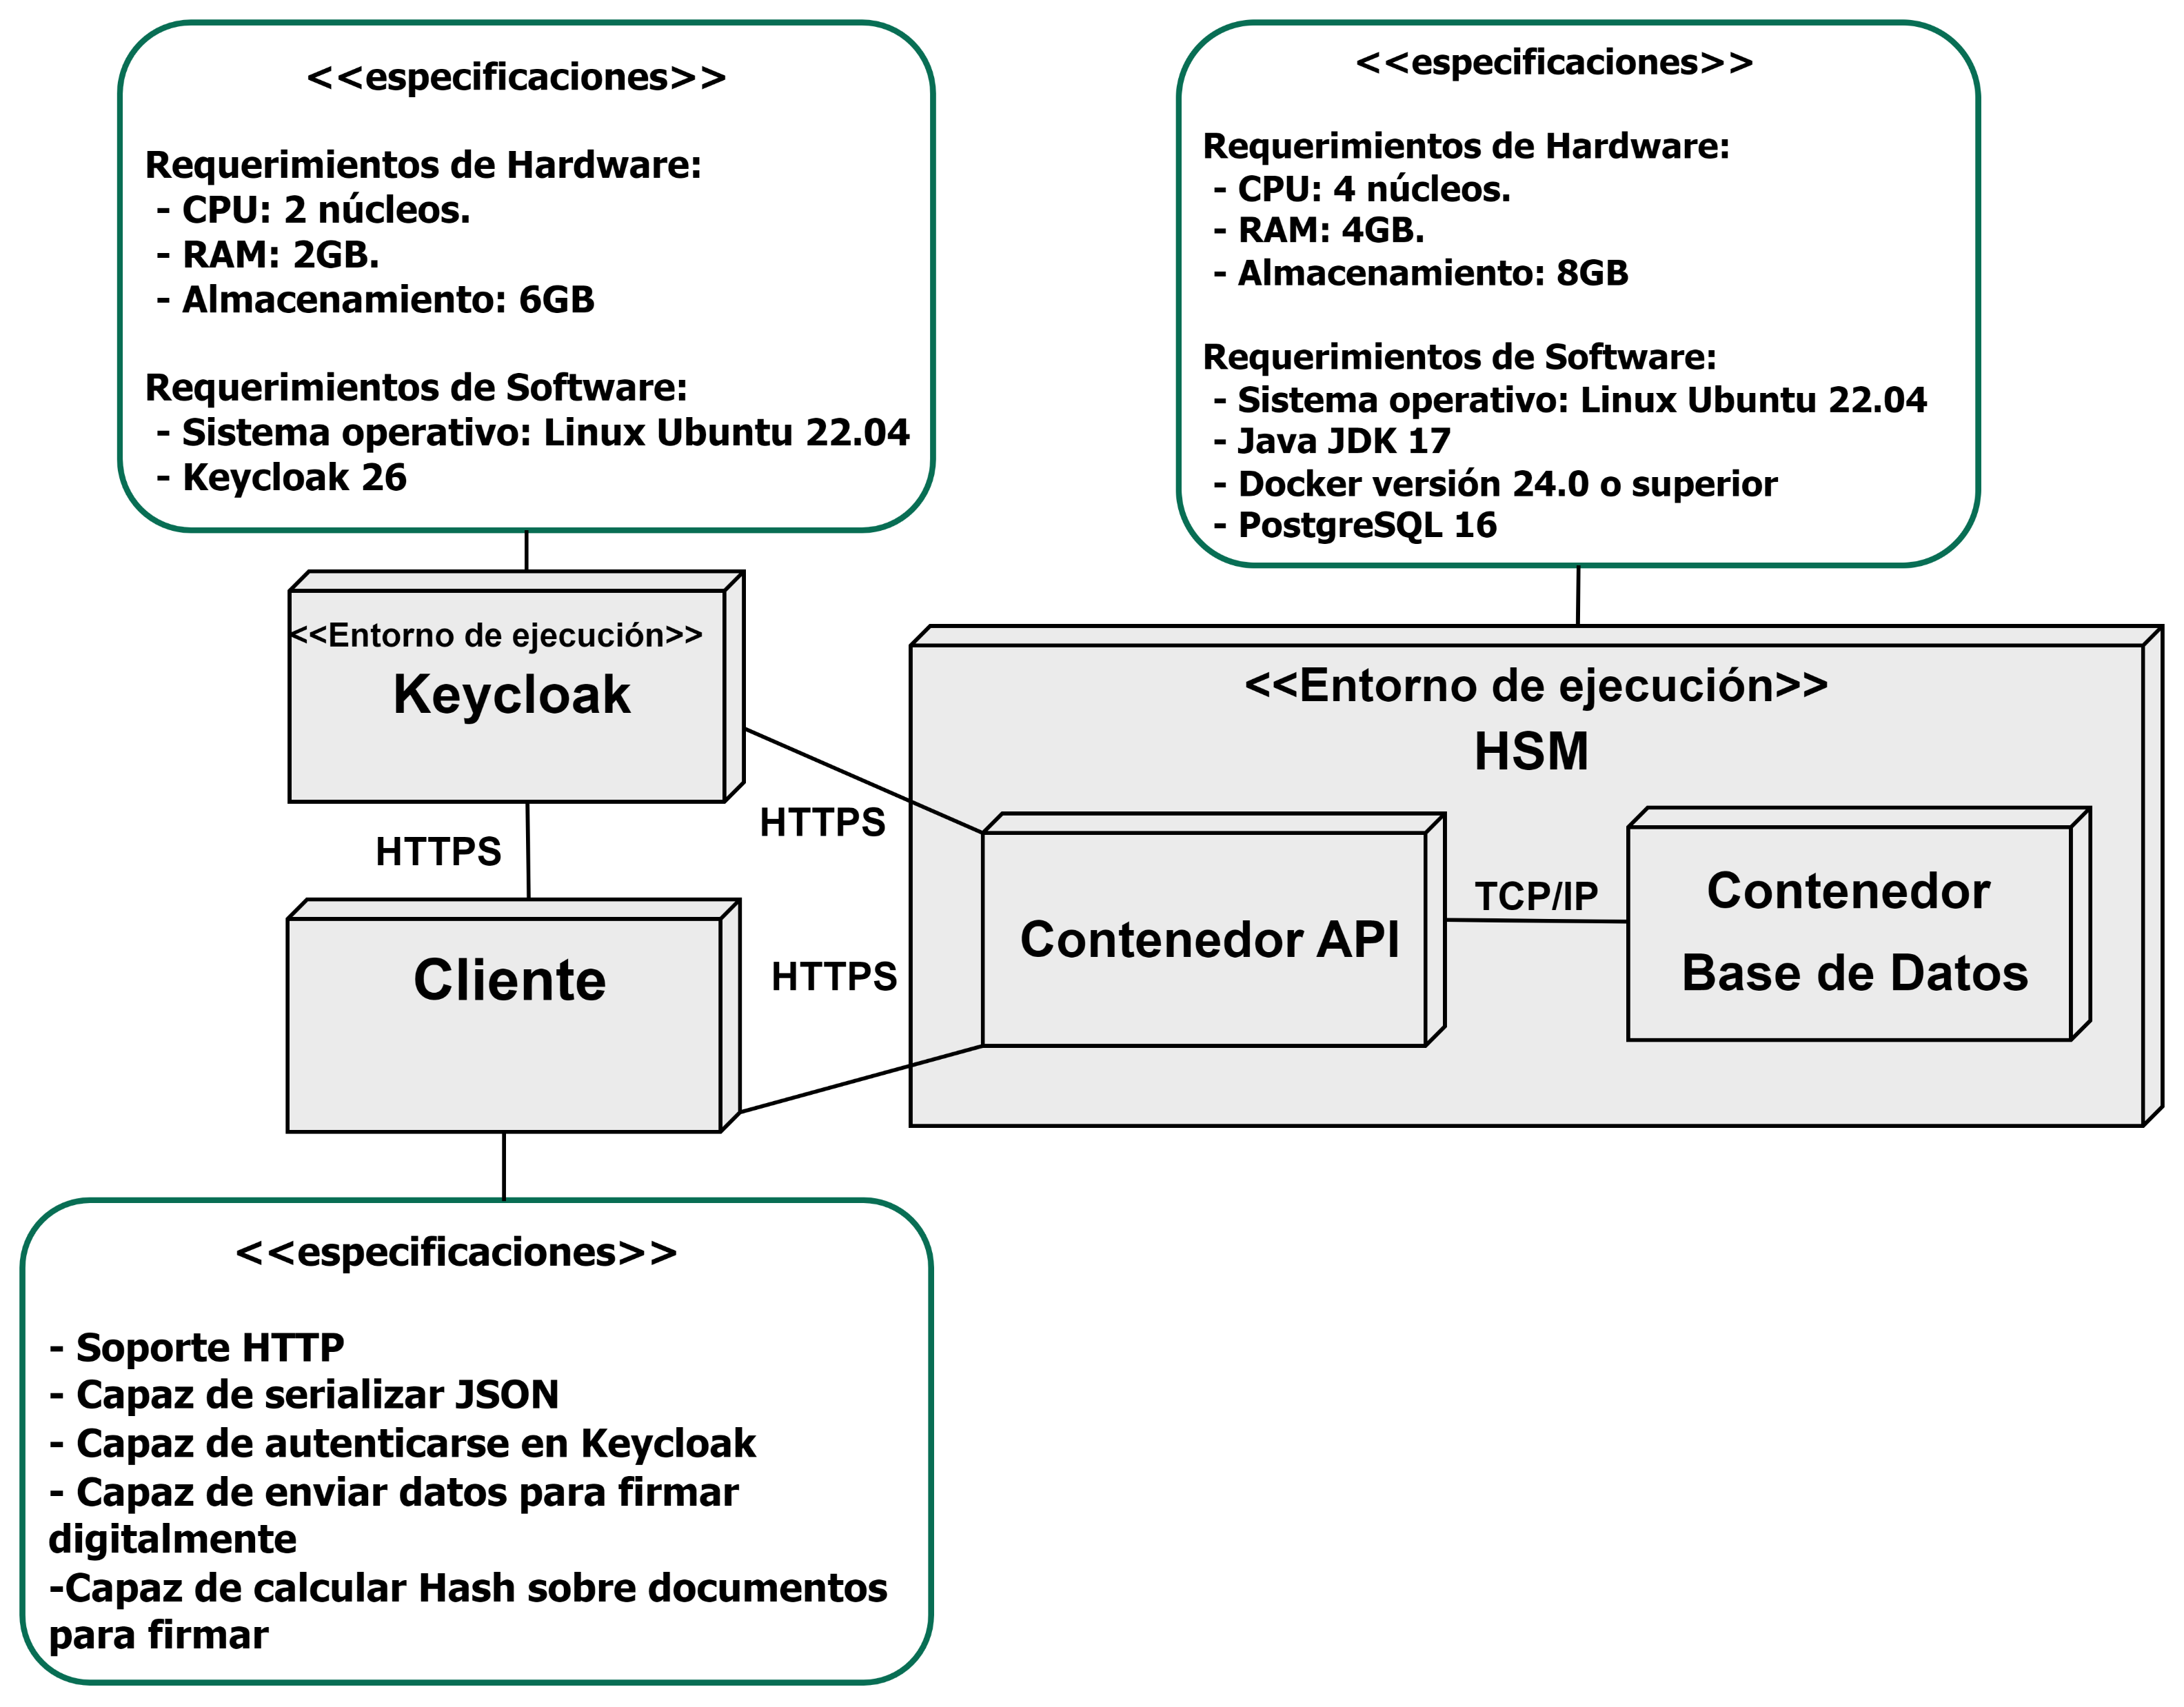 <<especificaciones>>
Requerimientos de Hardware:
- CPU: 2 núcleos.
- RAM: 2GB.
- Almacenamiento: 6GB
Requerimientos de Software:
- Sistema operativo: Linux Ubuntu 22.04
- Keycloak 26
<<especificaciones>>
Requerimientos de Hardware:
- CPU: 4 núcleos.
- RAM: 4GB.
- Almacenamiento: 8GB
Requerimientos de Software:
- Sistema operativo: Linux Ubuntu 22.04
- Java JDK 17
- Docker versión 24.0 o superior
- PostgreSQL 16
<<Entorno de ejecución>>
Keycloak
HTTPS
HTTPS
Cliente
HTTPS
<<Entorno de ejecución>>
HSM
Contenedor API
TCP/IP
Contenedor
Base de Datos
<<especificaciones>>
- Soporte HTTP
- Capaz de serializar JSON
- Capaz de autenticarse en Keycloak
- Capaz de enviar datos para firmar
digitalmente
-Capaz de calcular Hash sobre documentos
para firmar